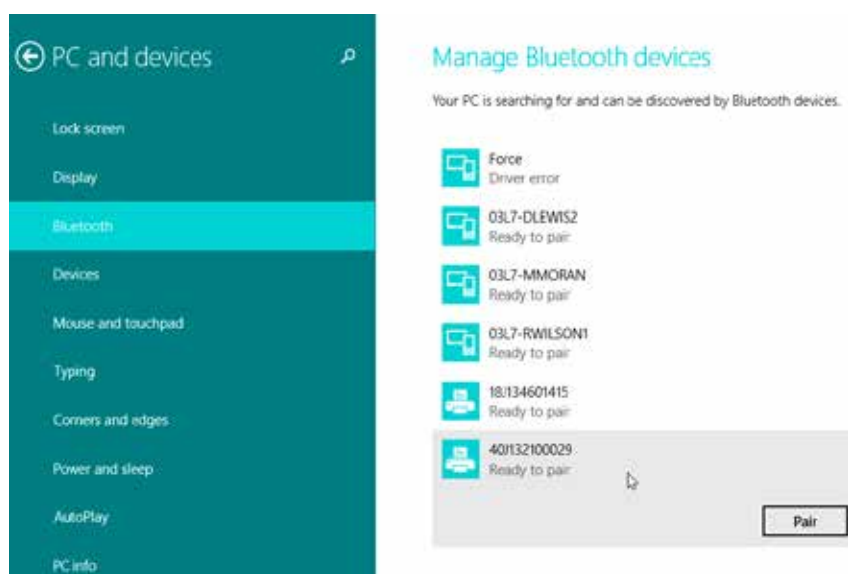 PC and devices
Lock screen
Display
Bluetooth
Devices
Mouse and touchpad
Typing
Corners and edges
Power and sleep
AutoPlay
PC info
Manage Bluetooth devices
Your PC is searching for and can be discovered by Bluetooth devices.
Force
Driver error
03L7-DLEWIS2
Ready to pair
03L7-MMORAN
Ready to pair
03L7-RWILSON1
Ready to pair
18J134601415
Ready to pair
40J132100029
Ready to pair
Pair